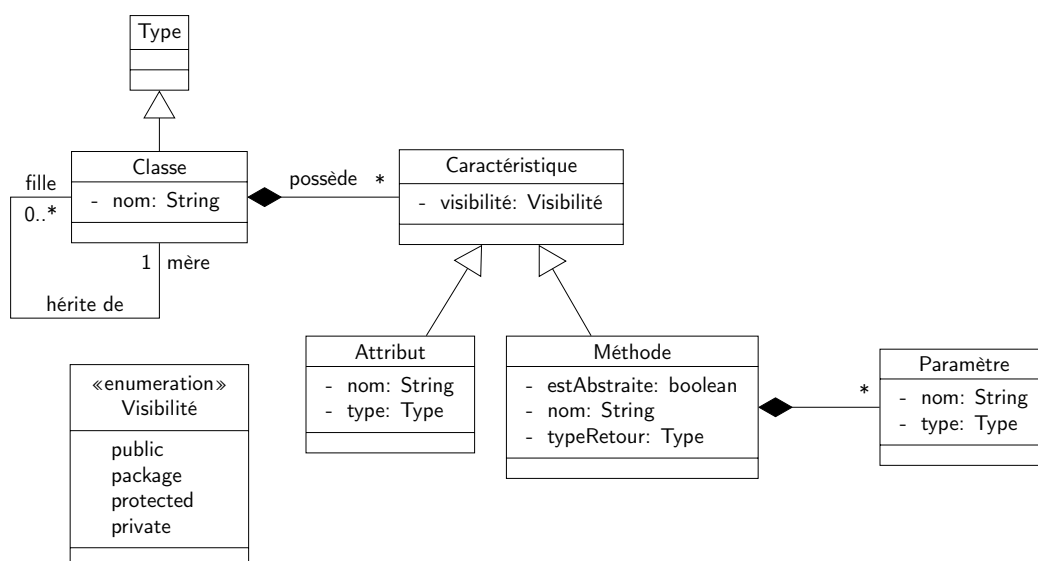 Type
Classe
- nom: String
fille
0..*
1 mère
hérite de
possède *
Caractéristique
- visibilité: Visibilité
Attribut
- nom: String
- type: Type
Méthode
- estAbstraite: boolean
- nom: String
- typeRetour: Type
*
Paramètre
- nom: String
- type: Type
«enumeration»
Visibilité
public
package
protected
private